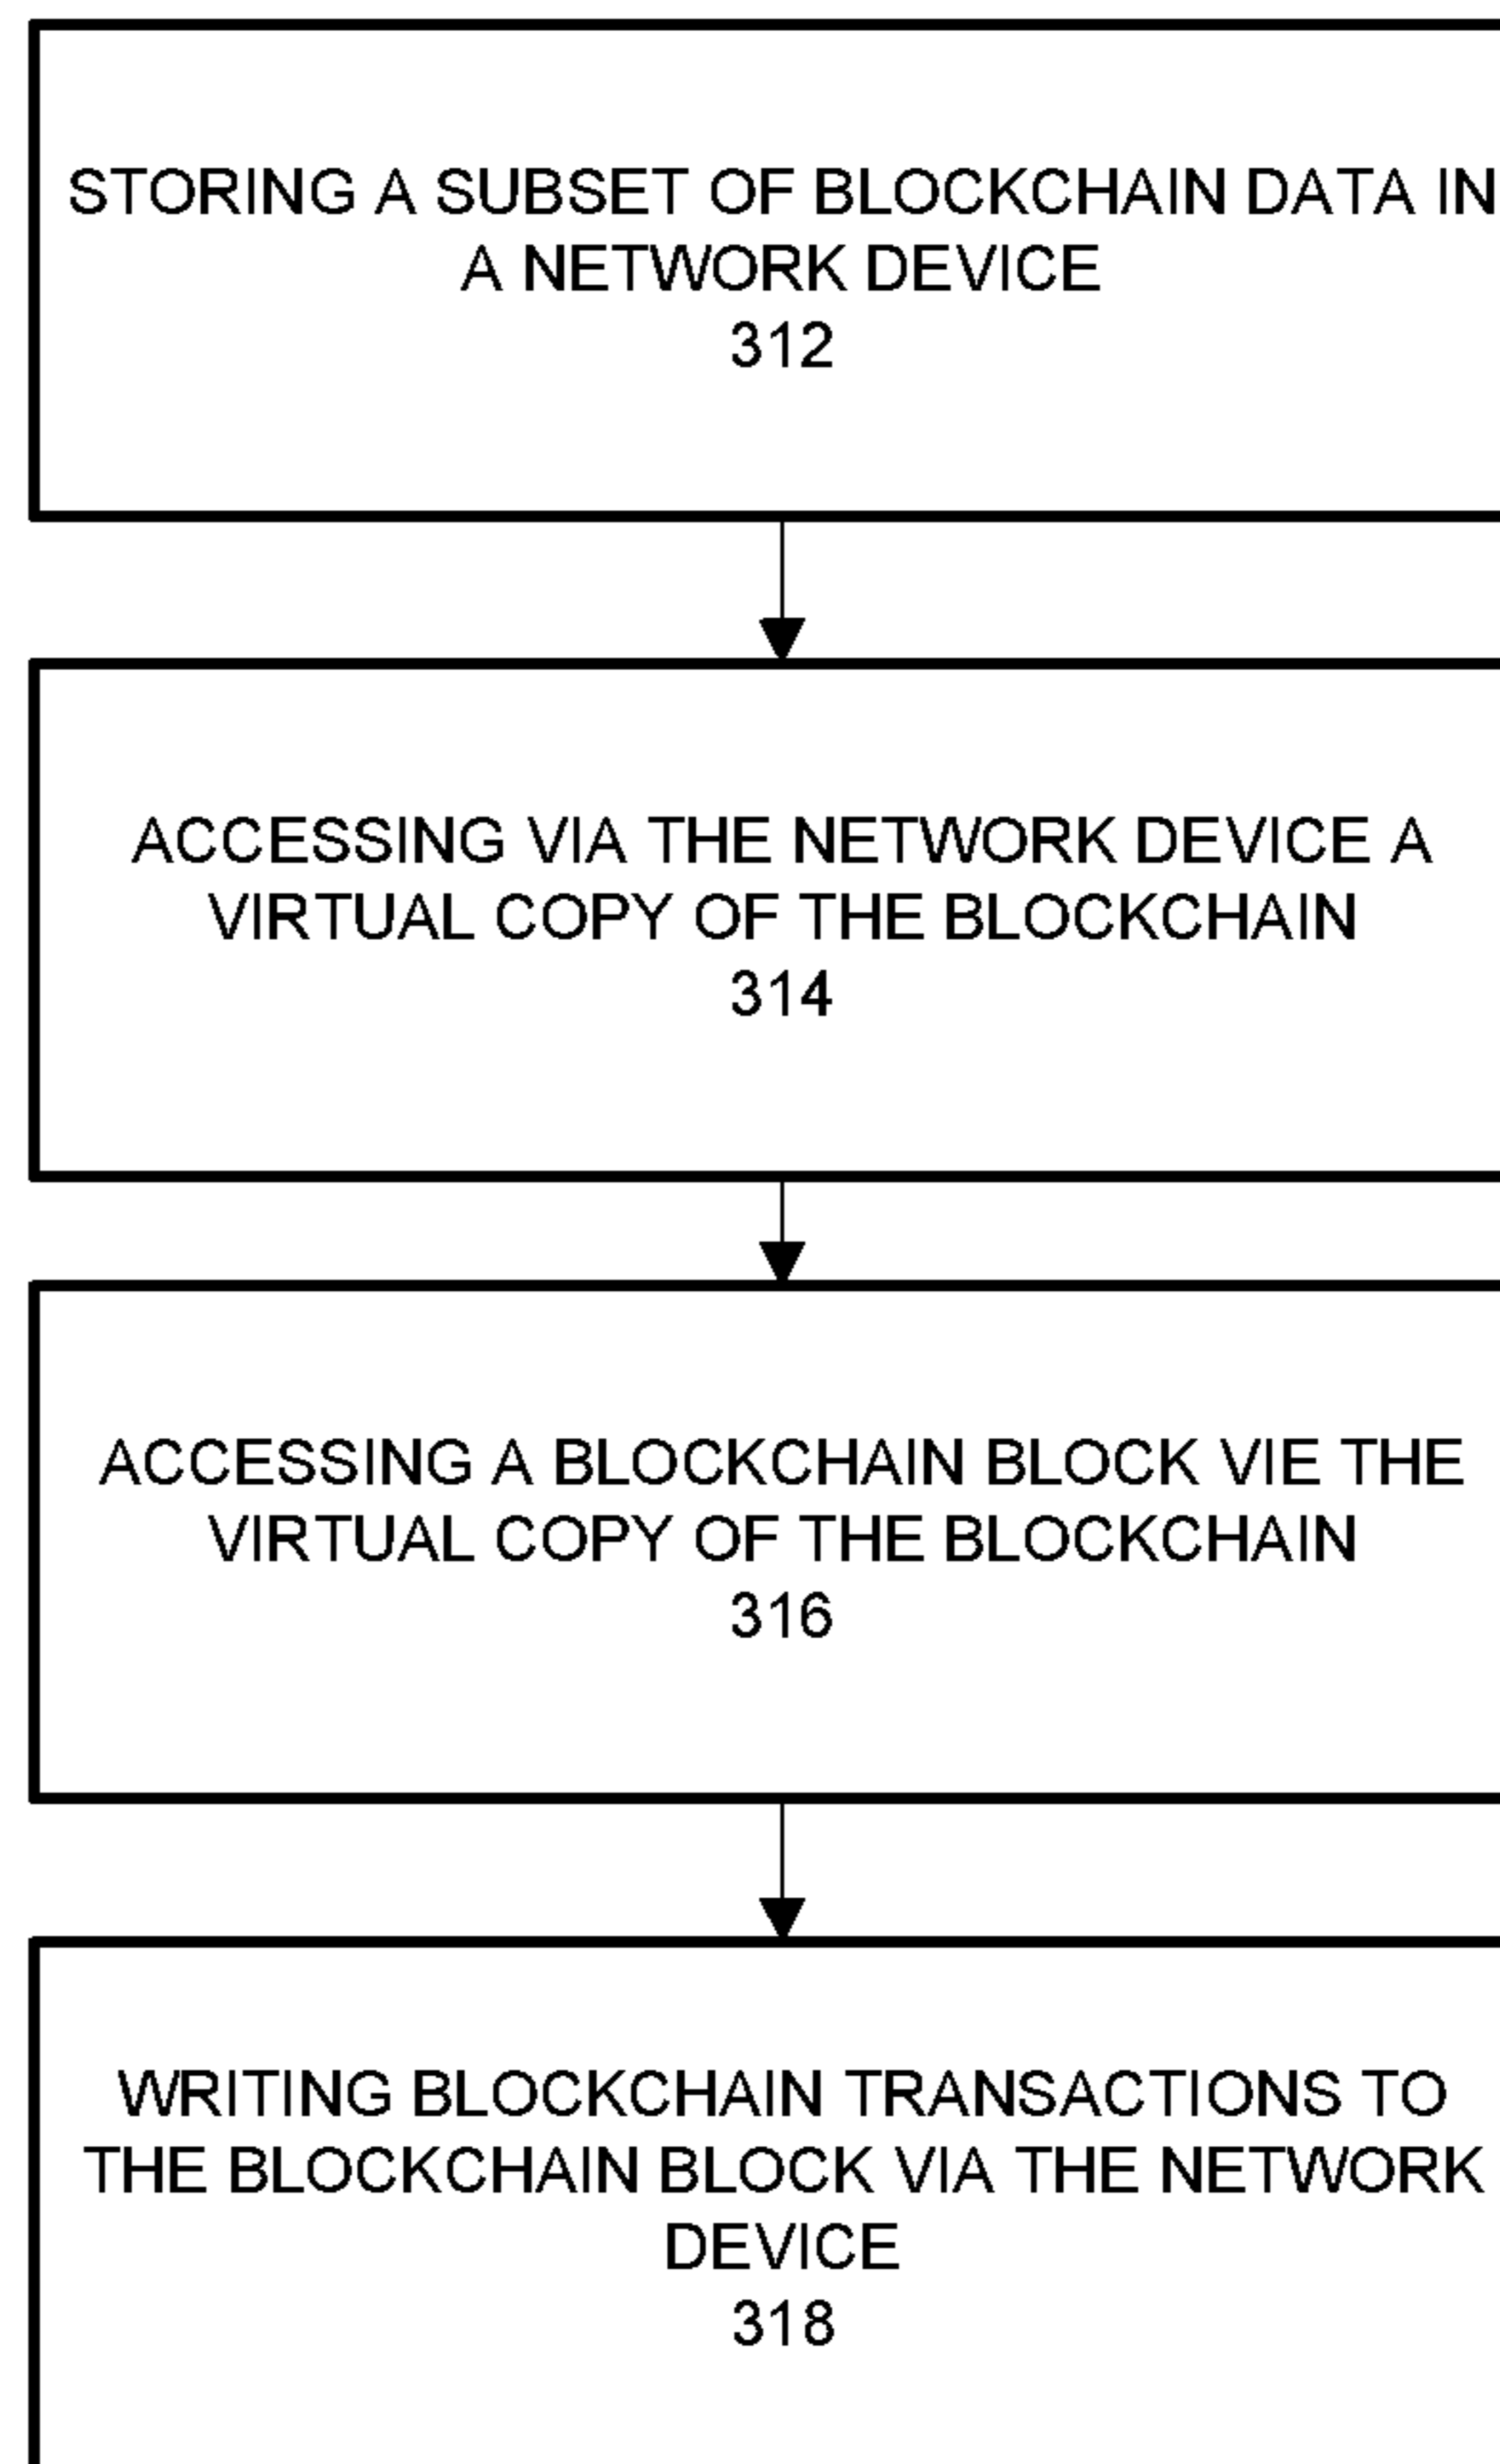 STORING A SUBSET OF BLOCKCHAIN DATA IN
A NETWORK DEVICE
312
ACCESSING VIA THE NETWORK DEVICE A
VIRTUAL COPY OF THE BLOCKCHAIN
314
ACCESSING A BLOCKCHAIN BLOCK VIE THE
VIRTUAL COPY OF THE BLOCKCHAIN
316
WRITING BLOCKCHAIN TRANSACTIONS TO
THE BLOCKCHAIN BLOCK VIA THE NETWORK
DEVICE
318